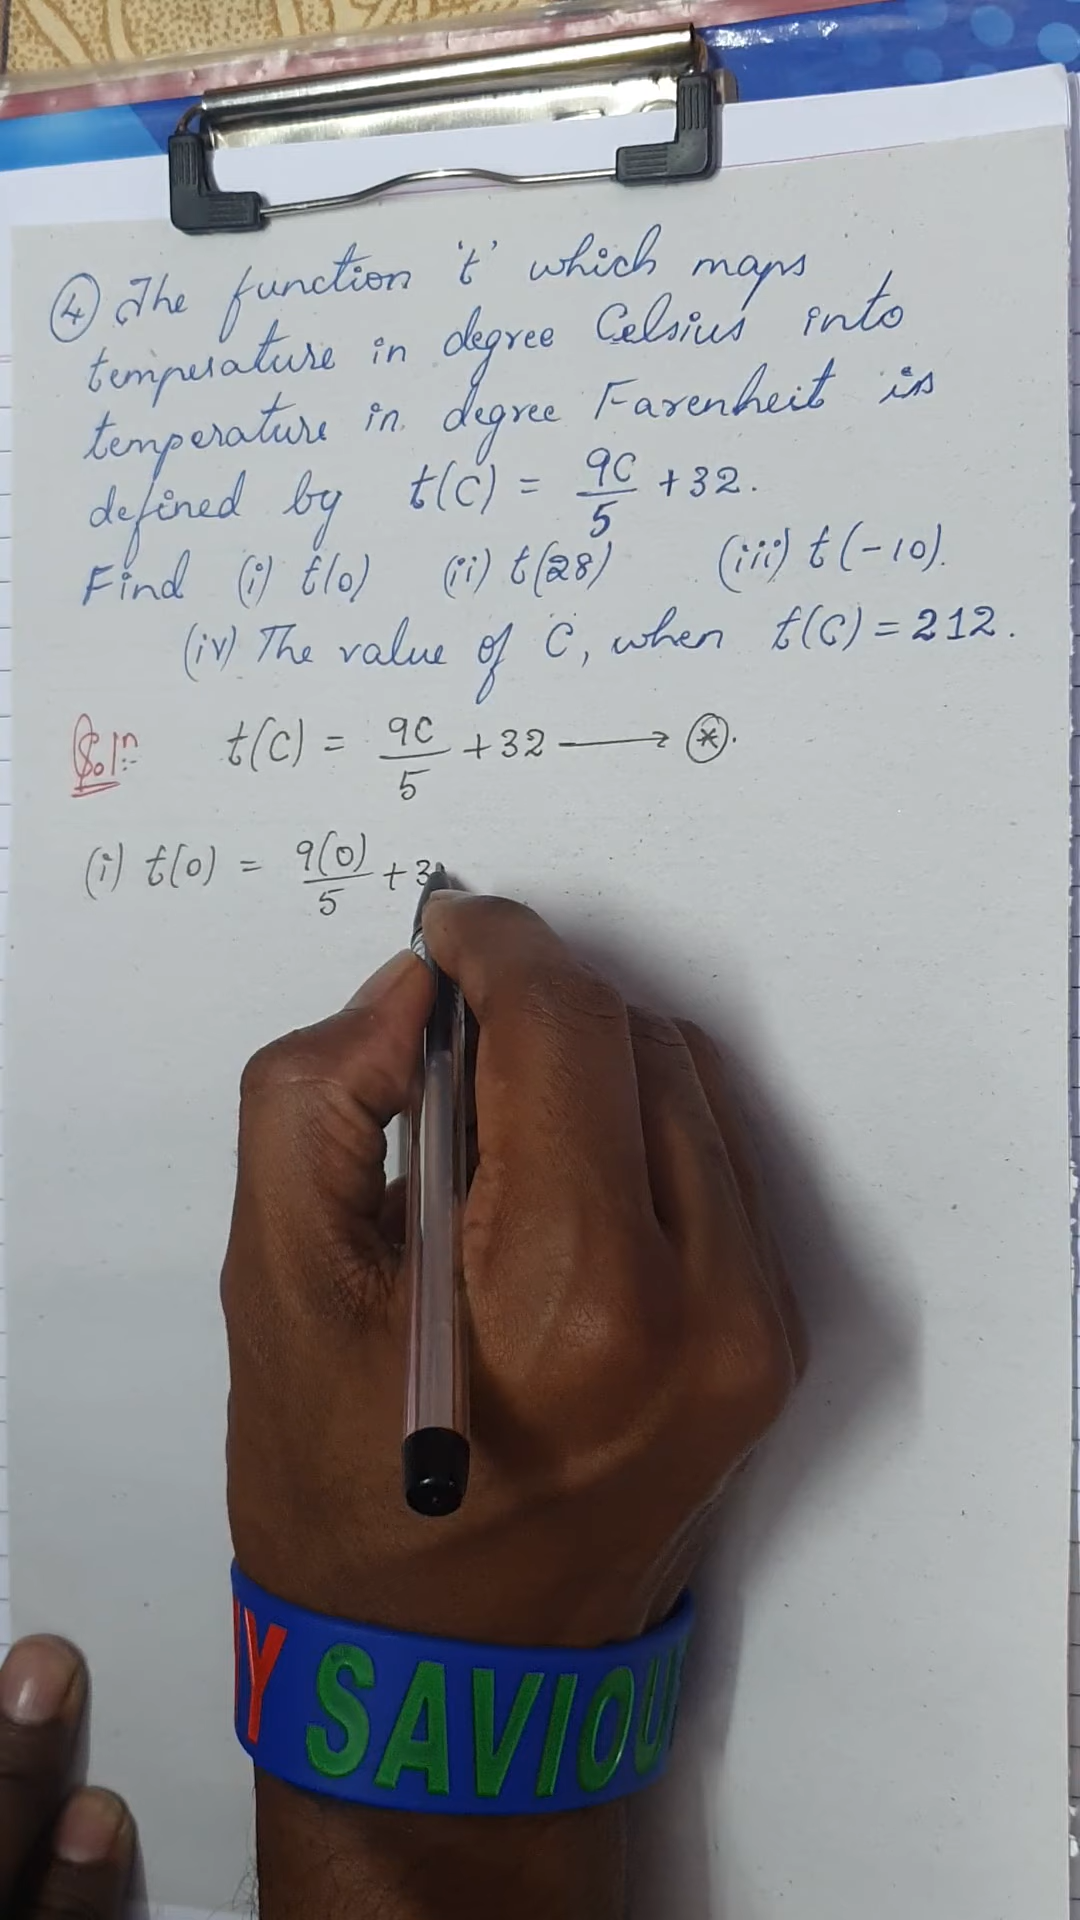 ④ The function 't' which maps
temperature in degree Celsius into
temperature in degree Farenheit is
defined by t(C) = 9C/5 + 32.
Find (i) t(0) (ii) t(28) (iii) t(-10).
(iv) The value of C, when t(C) = 212.
Soln:- t(C) = 9C/5 + 32 → ⊛.
(i) t(0) = 9(0)/5 + 3
MY SAVIOU